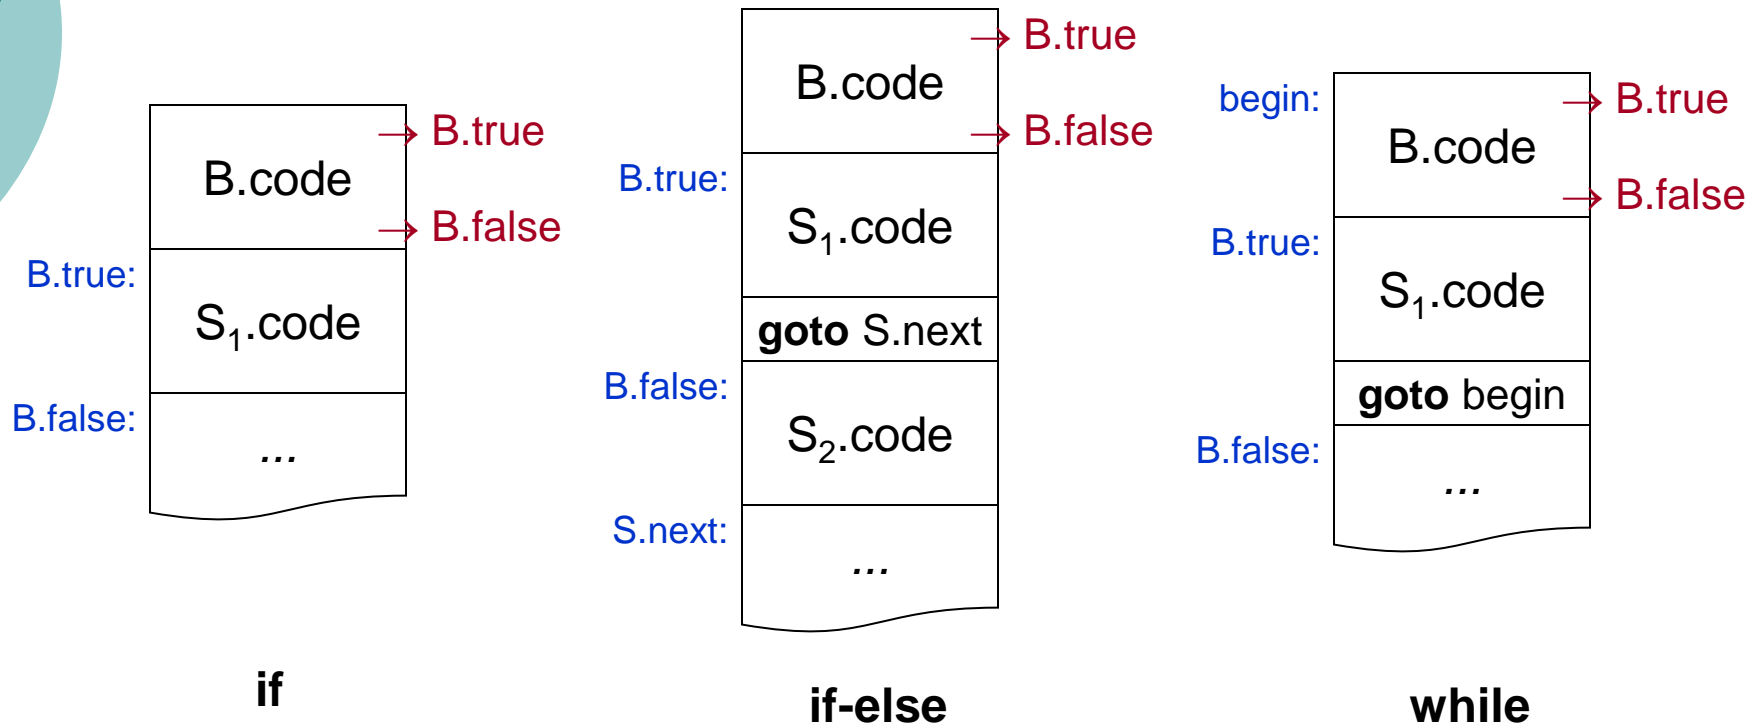 B.code
→ B.true
→ B.false
B.true:
S₁.code
B.false:
...
if
B.code
→ B.true
→ B.false
B.true:
S₁.code
goto S.next
B.false:
S₂.code
S.next:
...
if-else
begin:
B.code
→ B.true
→ B.false
B.true:
S₁.code
goto begin
B.false:
...
while